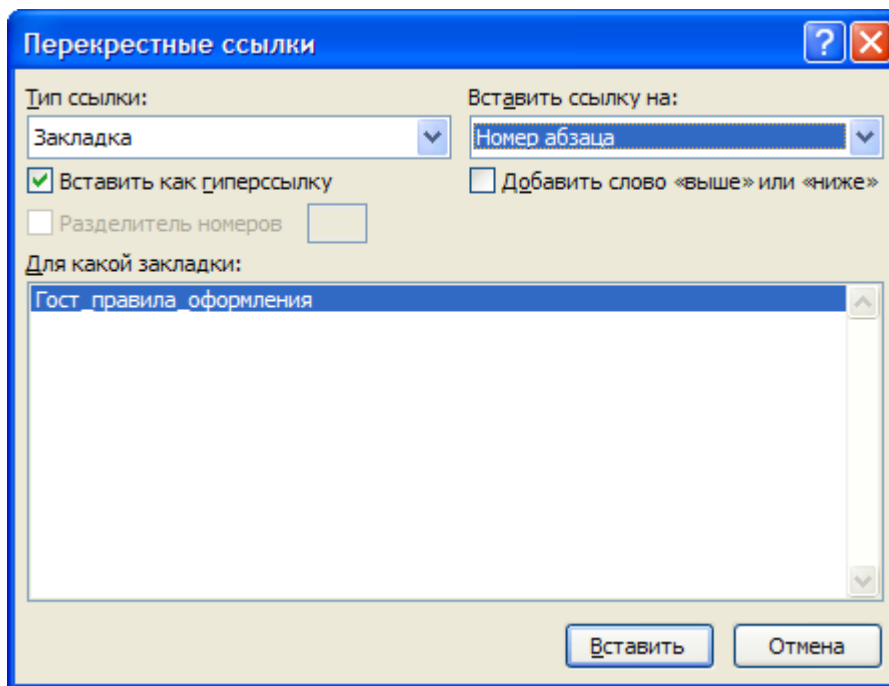 Перекрестные ссылки
Тип ссылки: Вставить ссылку на:
Закладка Номер абзаца
Вставить как гиперссылку Добавить слово «выше» или «ниже»
Разделитель номеров
Для какой закладки:
Гост_правила_оформления
Вставить Отмена